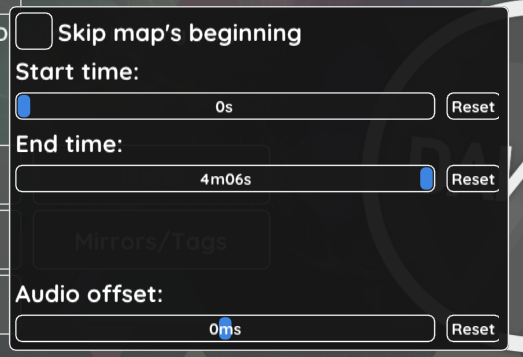 Skip map's beginning
Start time:
0s
Reset
End time:
4m06s
Reset
Mirrors/Tags
Audio offset:
0ms
Reset